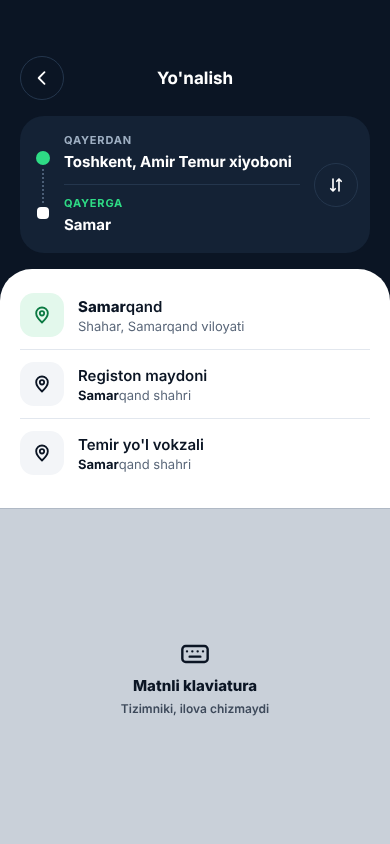 Yo'nalish
QAYERDAN
Toshkent, Amir Temur xiyoboni
QAYERGA
Samar
Samarqand
Shahar, Samarqand viloyati
Registon maydoni
Samarqand shahri
Temir yo'l vokzali
Samarqand shahri
Matnli klaviatura
Tizimniki, ilova chizmaydi